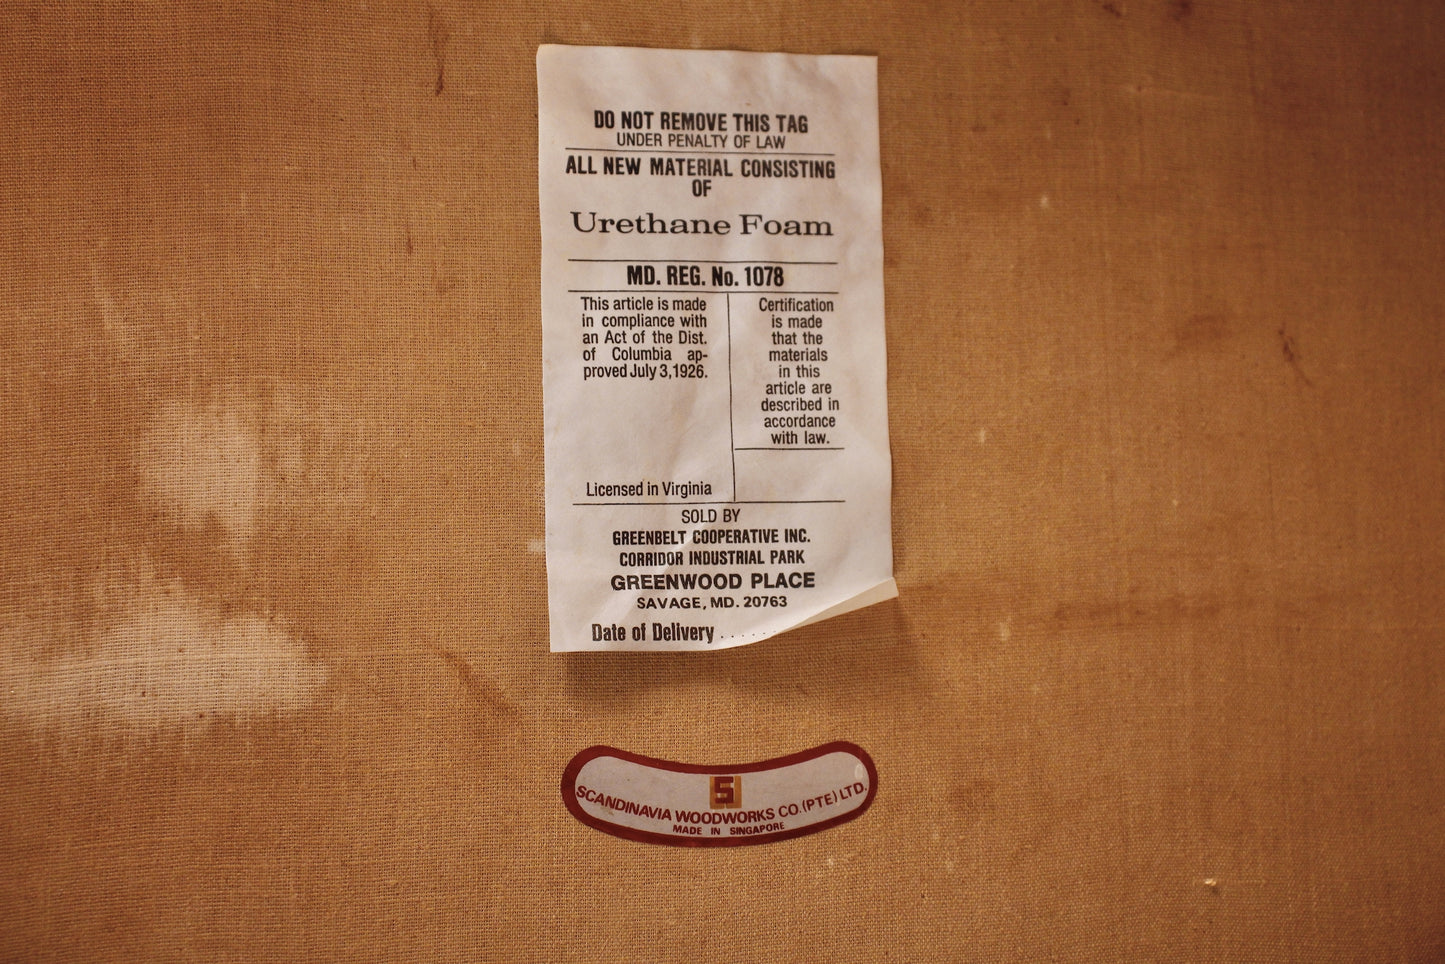 DO NOT REMOVE THIS TAG
UNDER PENALTY OF LAW
ALL NEW MATERIAL CONSISTING
OF
Urethane Foam
MD. REG. No. 1078
This article is made
in compliance with
an Act of the Dist.
of Columbia ap-
proved July 3,1926.
Licensed in Virginia
Certification
is made
that the
materials
in this
article are
described in
accordance
with law.
SOLD BY
GREENBELT COOPERATIVE INC.
CORRIDOR INDUSTRIAL PARK
GREENWOOD PLACE
SAVAGE, MD. 20763
Date of Delivery . . . . . .
S
SCANDINAVIA WOODWORKS CO. (PTE) LTD.
MADE IN SINGAPORE